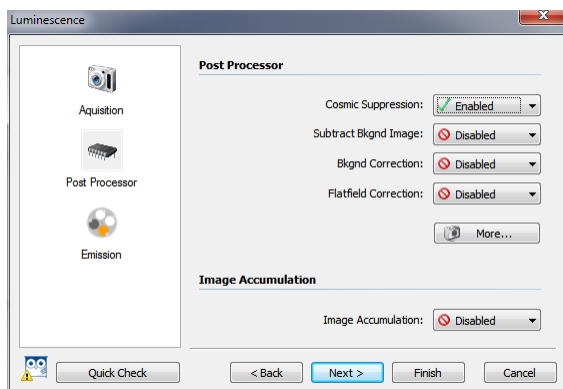 Luminescence
Aquisition
Post Processor
Emission
Post Processor
Cosmic Suppression: Enabled
Subtract Bkgnd Image: Disabled
Bkgnd Correction: Disabled
Flatfield Correction: Disabled
More...
Image Accumulation
Image Accumulation: Disabled
Quick Check < Back Next > Finish Cancel